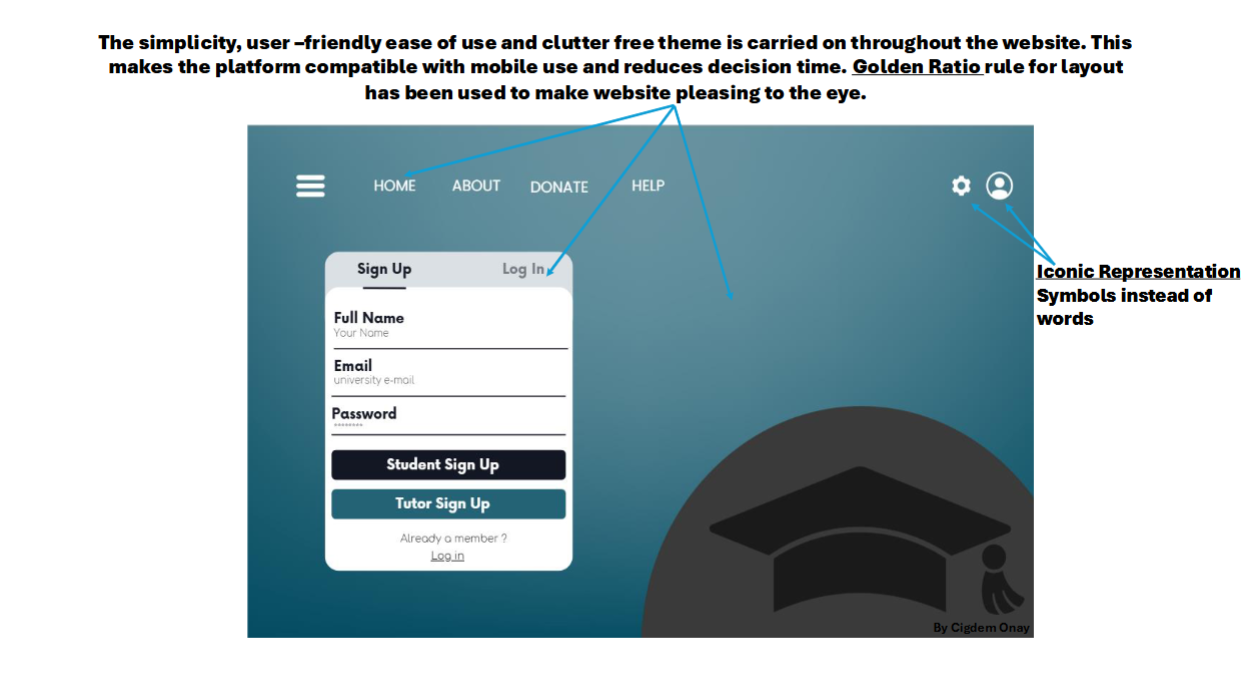 The simplicity, user –friendly ease of use and clutter free theme is carried on throughout the website. This
makes the platform compatible with mobile use and reduces decision time. Golden Ratio rule for layout
has been used to make website pleasing to the eye.
HOME ABOUT DONATE HELP
Sign Up Log In
Iconic Representation
Symbols instead of
words
Full Name
Your Name
Email
university e-mail
Password
********
Student Sign Up
Tutor Sign Up
Already a member ?
Log in
By Cigdem Onay